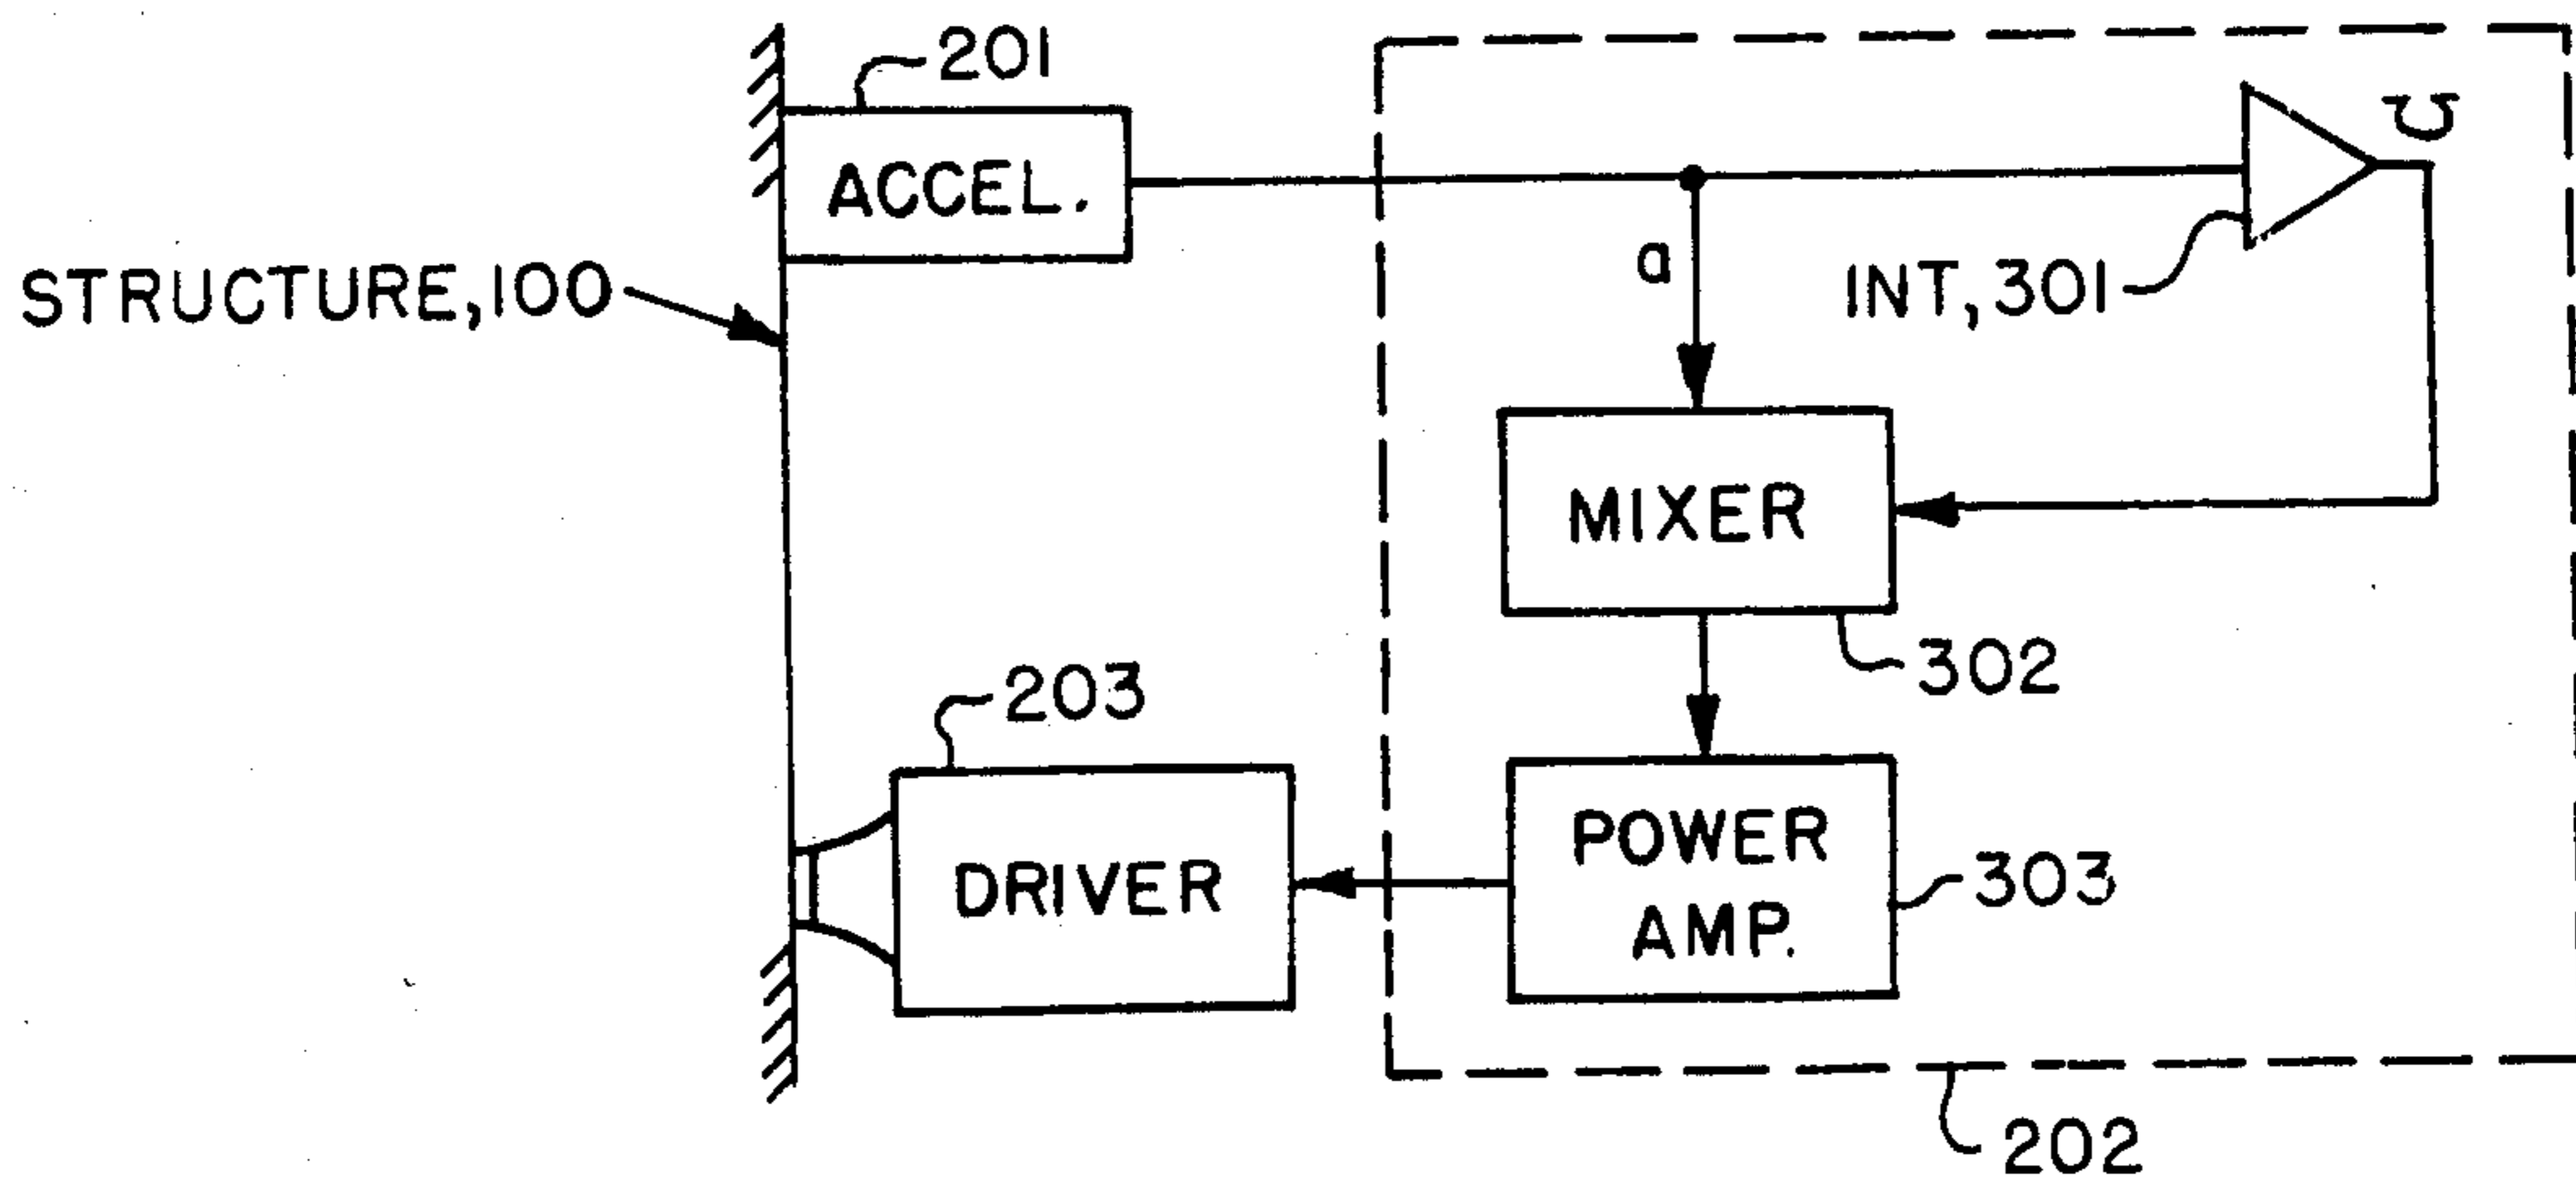 201
ACCEL.
STRUCTURE,100
a
INT,301
MIXER
302
203
DRIVER
POWER
AMP.
303
202